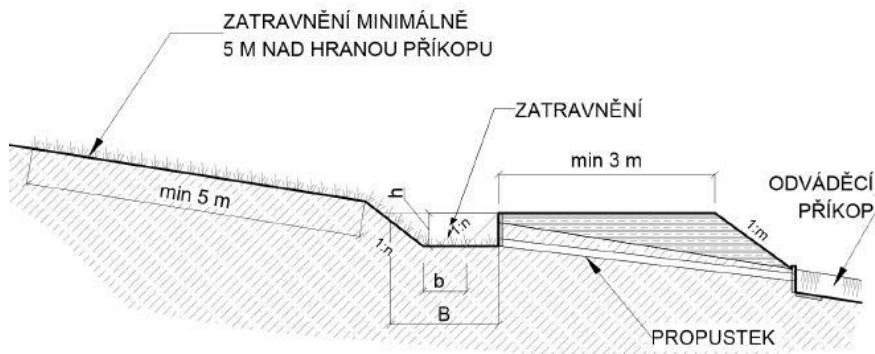 ZATRAVNĚNÍ MINIMÁLNĚ
5 M NAD HRANOU PŘÍKOPU
ZATRAVNĚNÍ
min 3 m
ODVÁDĚCÍ
PŘÍKOP
min 5 m
h
1:n
1:n
1:m
b
B
PROPUSTEK